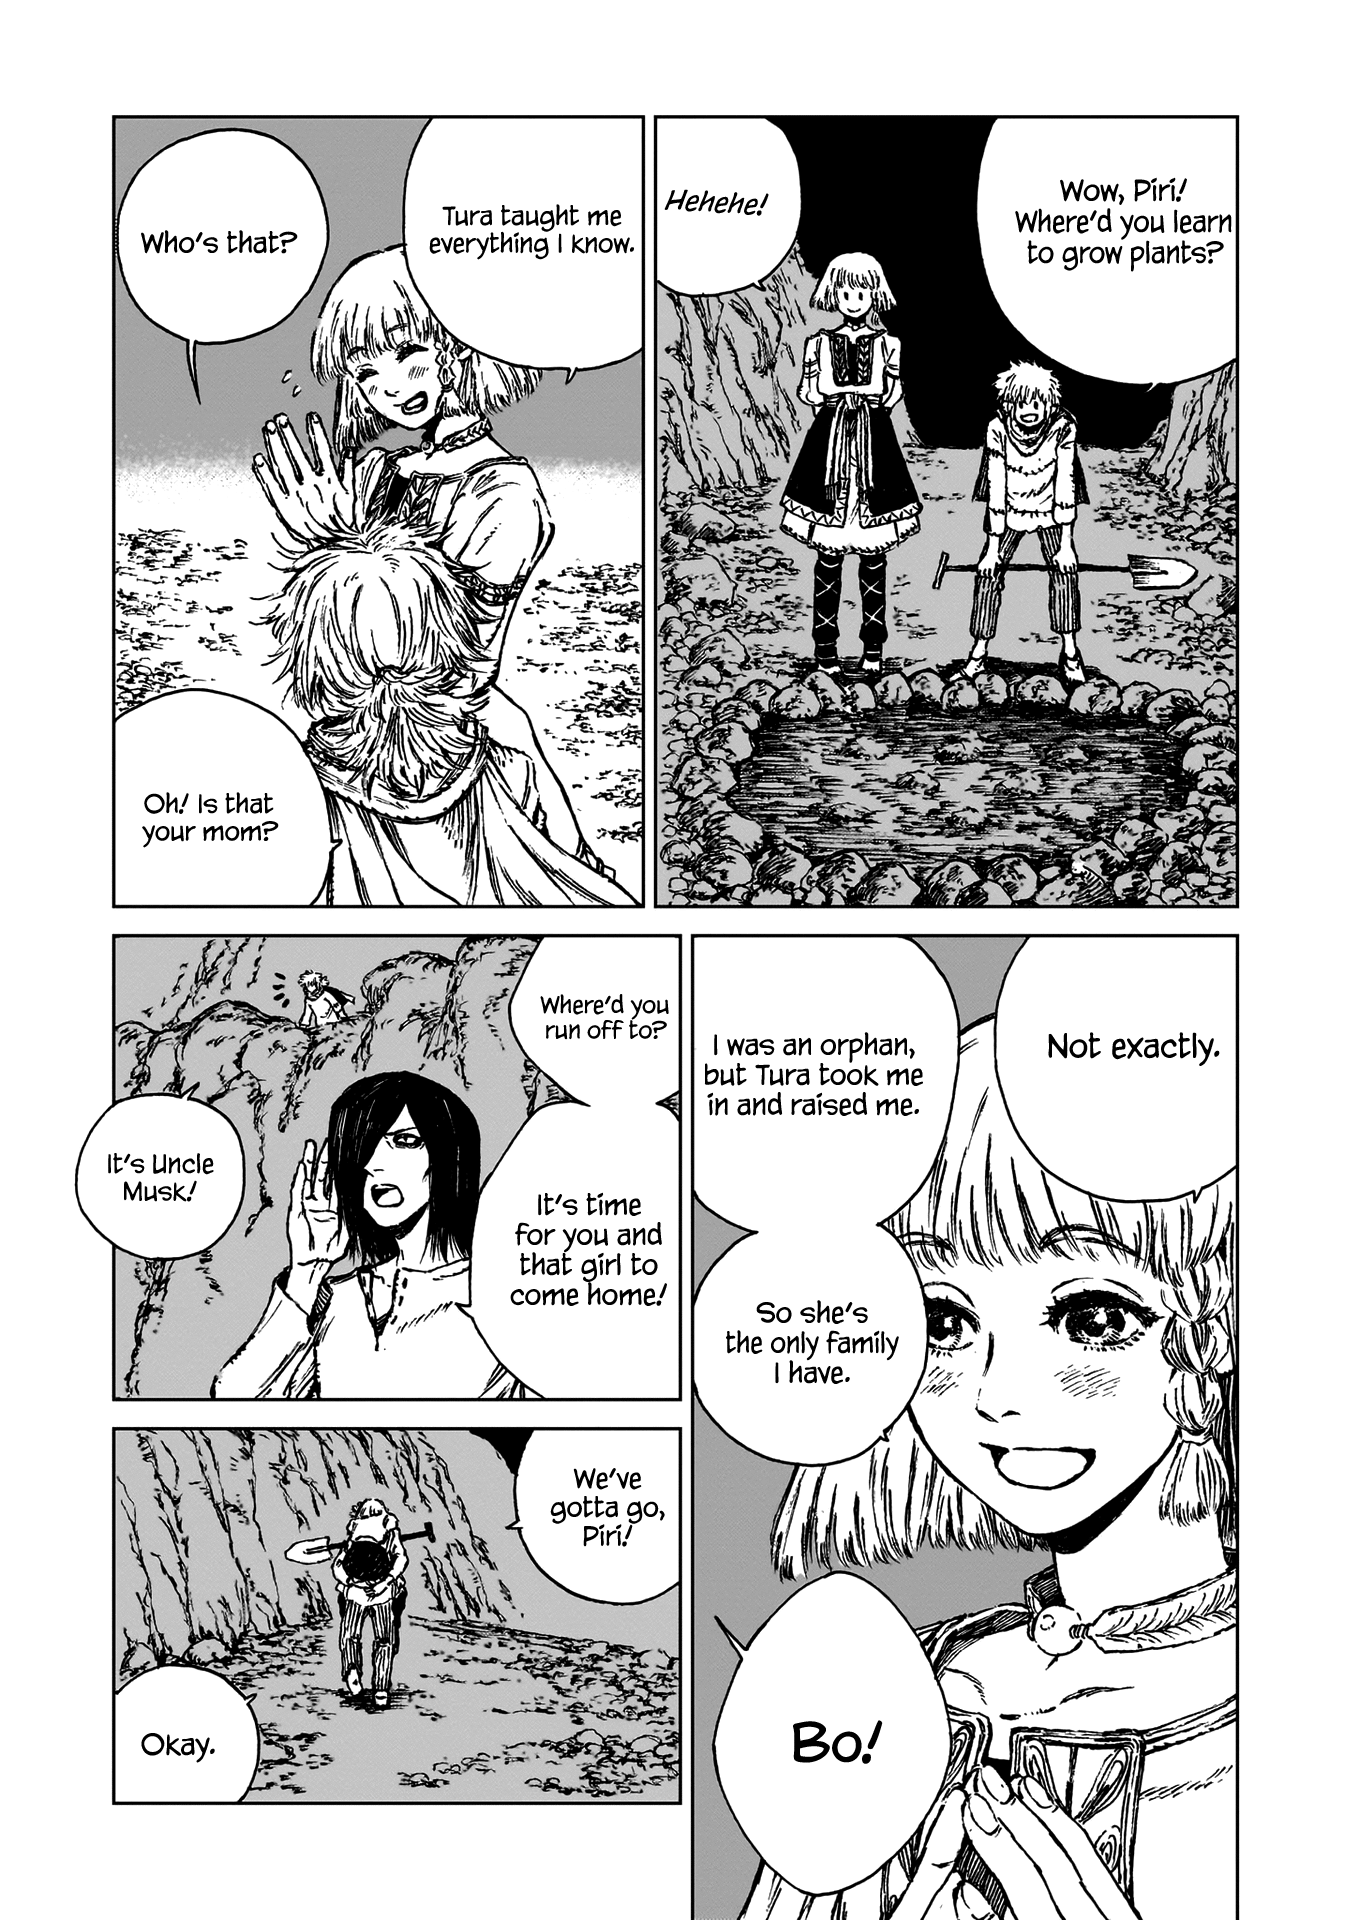 Wow, Piri!
Where'd you learn
to grow plants?
Hehehe!
Tura taught me
everything I know.
Who's that?
Oh! Is that
your mom?
Not exactly.
I was an orphan,
but Tura took me
in and raised me.
So she's
the only family
I have.
Bo!
Where'd you
run off to?
It's time
for you and
that girl to
come home!
It's Uncle
Musk!
We've
gotta go,
Piri!
Okay.